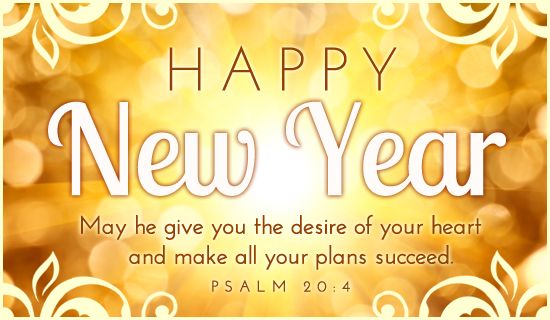 HAPPY
New Year
May he give you the desire of your heart
and make all your plans succeed.
PSALM 20:4